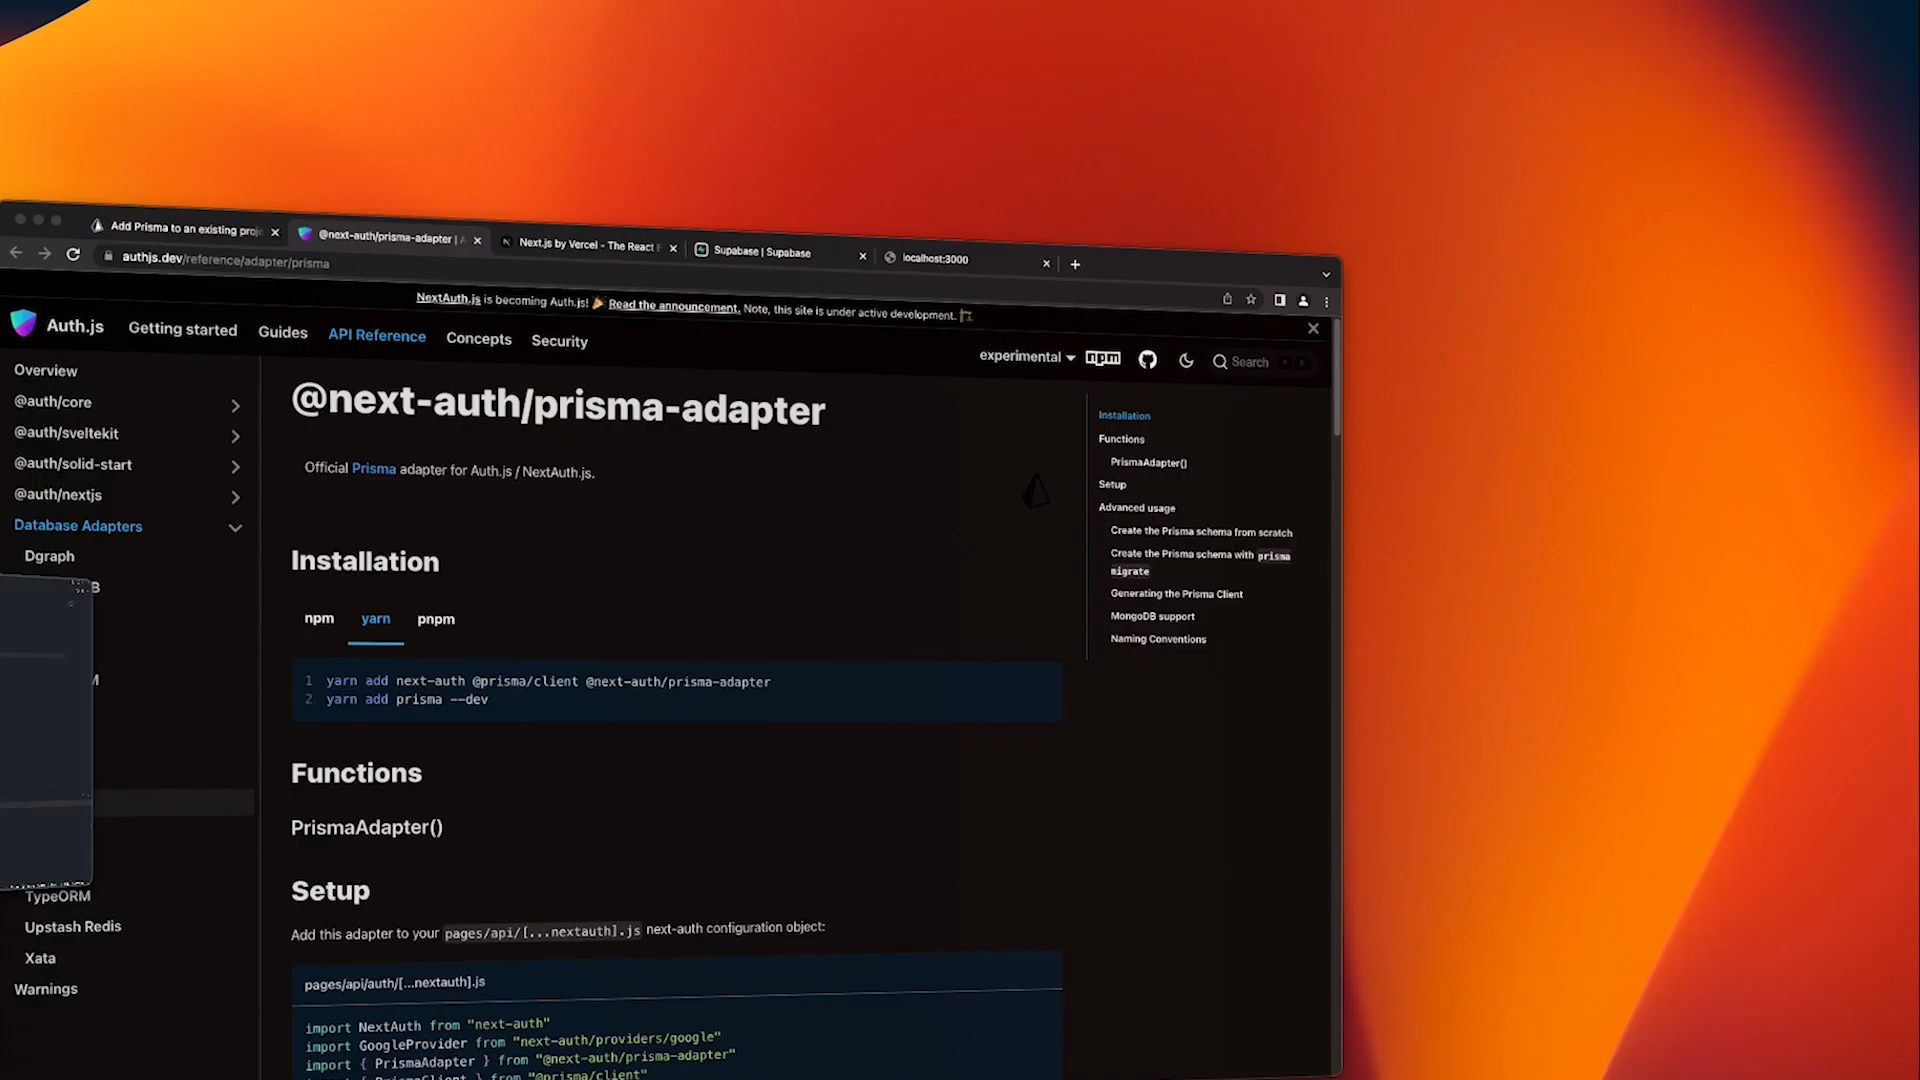 Add Prisma to an existing proj
@next-auth/prisma-adapter | A
Next.js by Vercel - The React F
Supabase | Supabase
localhost:3000
authjs.dev/reference/adapter/prisma
NextAuth.js is becoming Auth.js! 🎉 Read the announcement. Note, this site is under active development. 🏗️
Auth.js
Getting started
Guides
API Reference
Concepts
Security
experimental
npm
Search
Overview
@auth/core
@auth/sveltekit
@auth/solid-start
@auth/nextjs
Database Adapters
Dgraph
B
M
TypeORM
Upstash Redis
Xata
Warnings
@next-auth/prisma-adapter
Official Prisma adapter for Auth.js / NextAuth.js.
Installation
npm yarn pnpm
1 yarn add next-auth @prisma/client @next-auth/prisma-adapter
2 yarn add prisma --dev
Functions
PrismaAdapter()
Setup
Add this adapter to your pages/api/[...nextauth].js next-auth configuration object:
pages/api/auth/[...nextauth].js
import NextAuth from "next-auth"
import GoogleProvider from "next-auth/providers/google"
import { PrismaAdapter } from "@next-auth/prisma-adapter"
import { PrismaClient } from "@prisma/client"
Installation
Functions
PrismaAdapter()
Setup
Advanced usage
Create the Prisma schema from scratch
Create the Prisma schema with prisma
migrate
Generating the Prisma Client
MongoDB support
Naming Conventions